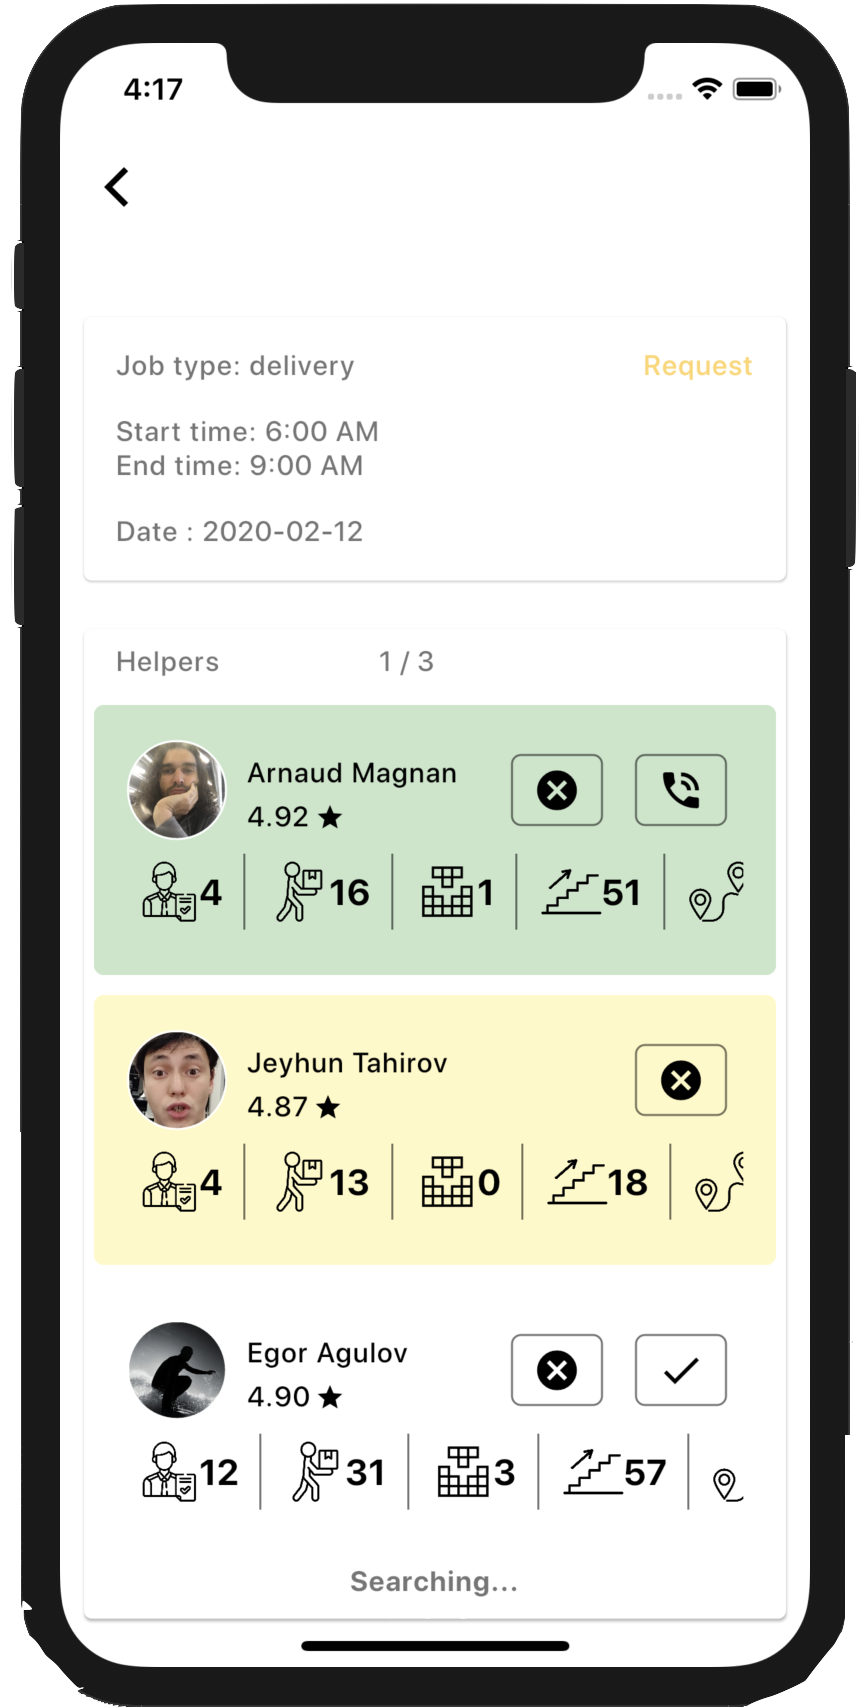 4:17
Job type: delivery
Request
Start time: 6:00 AM
End time: 9:00 AM
Date : 2020-02-12
Helpers 1 / 3
Arnaud Magnan
4.92
4 16 1 51
Jeyhun Tahirov
4.87
4 13 0 18
Egor Agulov
4.90
12 31 3 57
Searching...